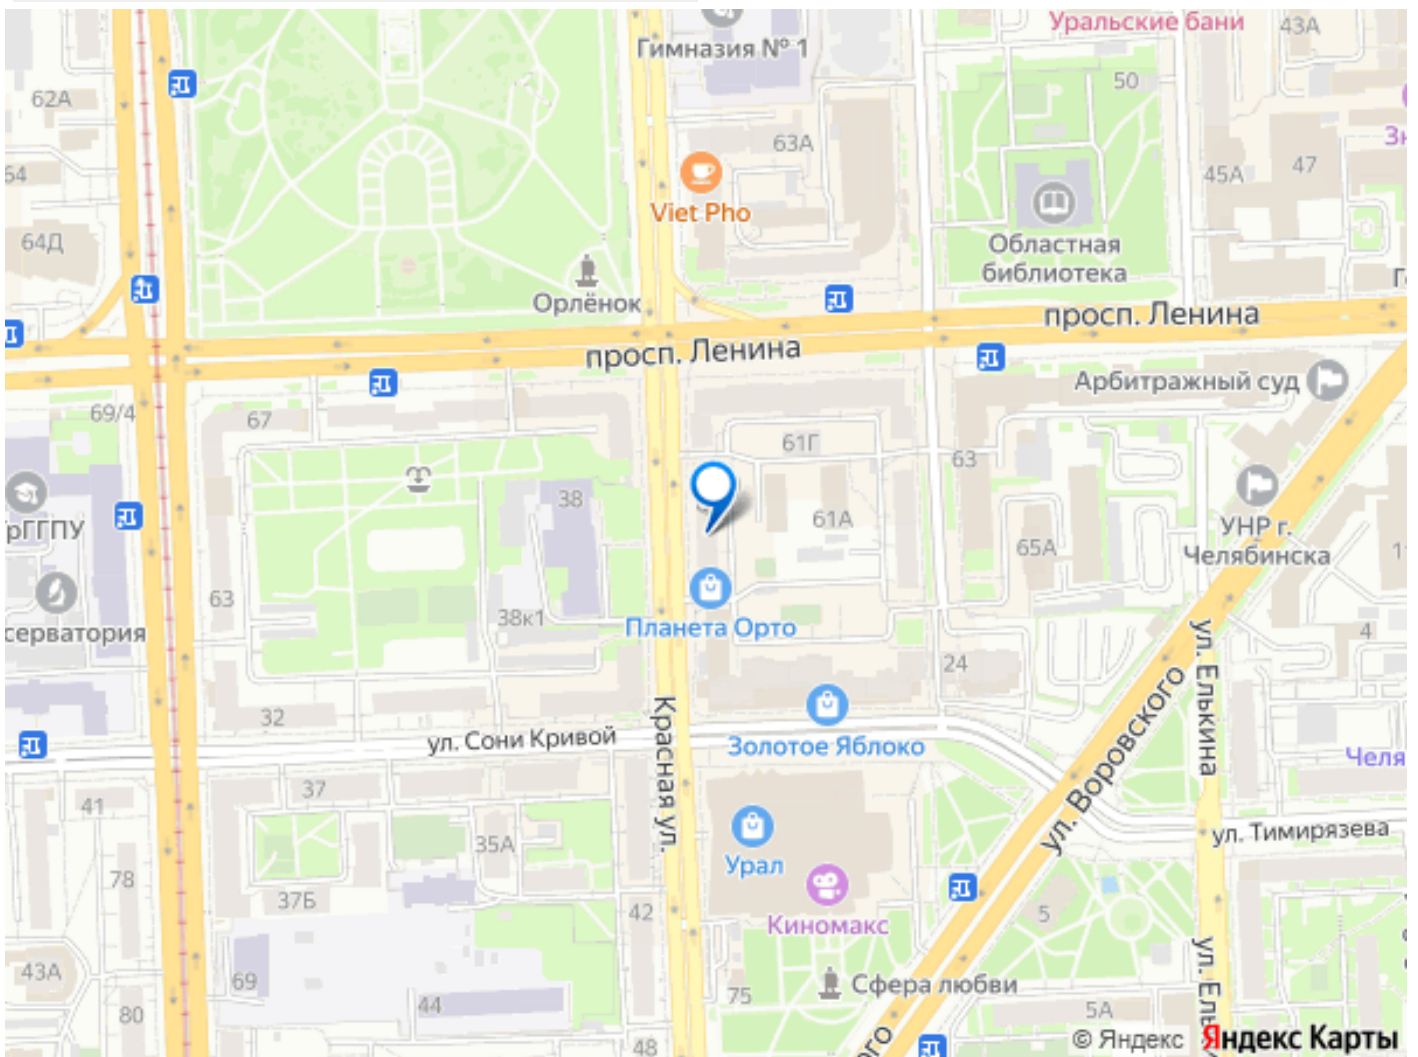 Уральские бани
43А
Гимназия № 1
62А
50
63А
64
45А
47
Viet Pho
64Д
Областная
библиотека
Орлёнок
просп. Ленина
просп. Ленина
Арбитражный суд
69/4
67
61Г
63
38
61А
65А
УНР г.
Челябинска
63
38к1
Планета Орто
4
24
ул. Елькина
32
Красная ул.
ул. Сони Кривой
Золотое Яблоко
ул. Воровского
37
41
35А
Урал
ул. Тимирязева
78
37Б
42
Киномакс
5
43А
69
44
75
Сфера любви
80
48
5А
© Яндекс
Яндекс Карты